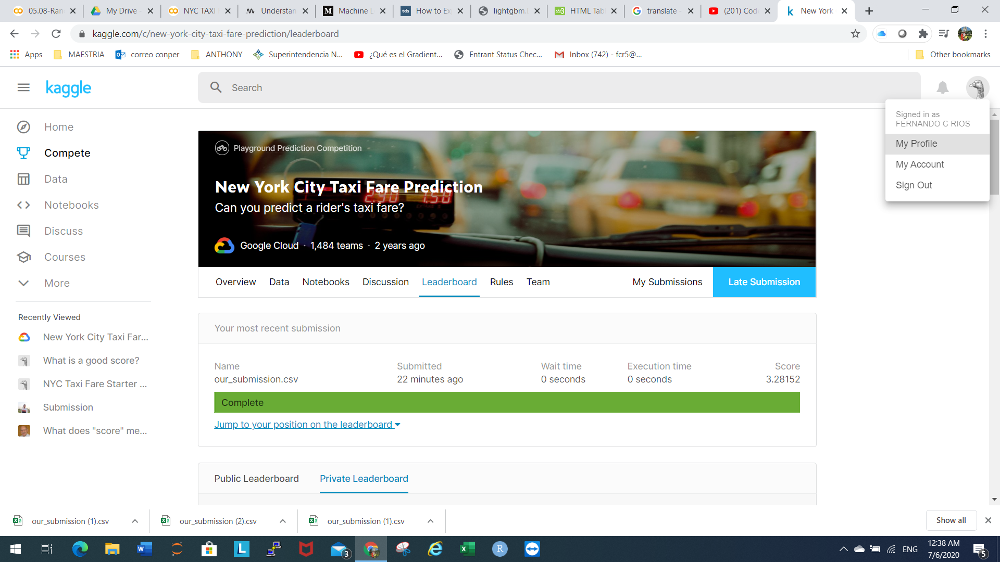 05.08-Ran
My Drive -
NYC TAXI
Understan
Machine L
How to Ex
lightgbm.
HTML Tab
translate -
(201) Cod
New York
kaggle.com/c/new-york-city-taxi-fare-prediction/leaderboard
Apps
MAESTRIA
correo conper
ANTHONY
Superintendencia N...
¿Qué es el Gradient...
Entrant Status Chec...
Inbox (742) - fcr5@...
Other bookmarks
kaggle
Search
Signed in as
FERNANDO C RIOS
My Profile
My Account
Sign Out
Home
Compete
Data
Notebooks
Discuss
Courses
More
Recently Viewed
New York City Taxi Far...
What is a good score?
NYC Taxi Fare Starter ...
Submission
What does "score" me...
Playground Prediction Competition
New York City Taxi Fare Prediction
Can you predict a rider's taxi fare?
Google Cloud · 1,484 teams · 2 years ago
Overview
Data
Notebooks
Discussion
Leaderboard
Rules
Team
My Submissions
Late Submission
Your most recent submission
Name
Submitted
Wait time
Execution time
Score
our_submission.csv
22 minutes ago
0 seconds
0 seconds
3.28152
Complete
Jump to your position on the leaderboard
Public Leaderboard
Private Leaderboard
our_submission (1).csv
our_submission (2).csv
our_submission (1).csv
Show all
3
ENG
12:38 AM
7/6/2020
5